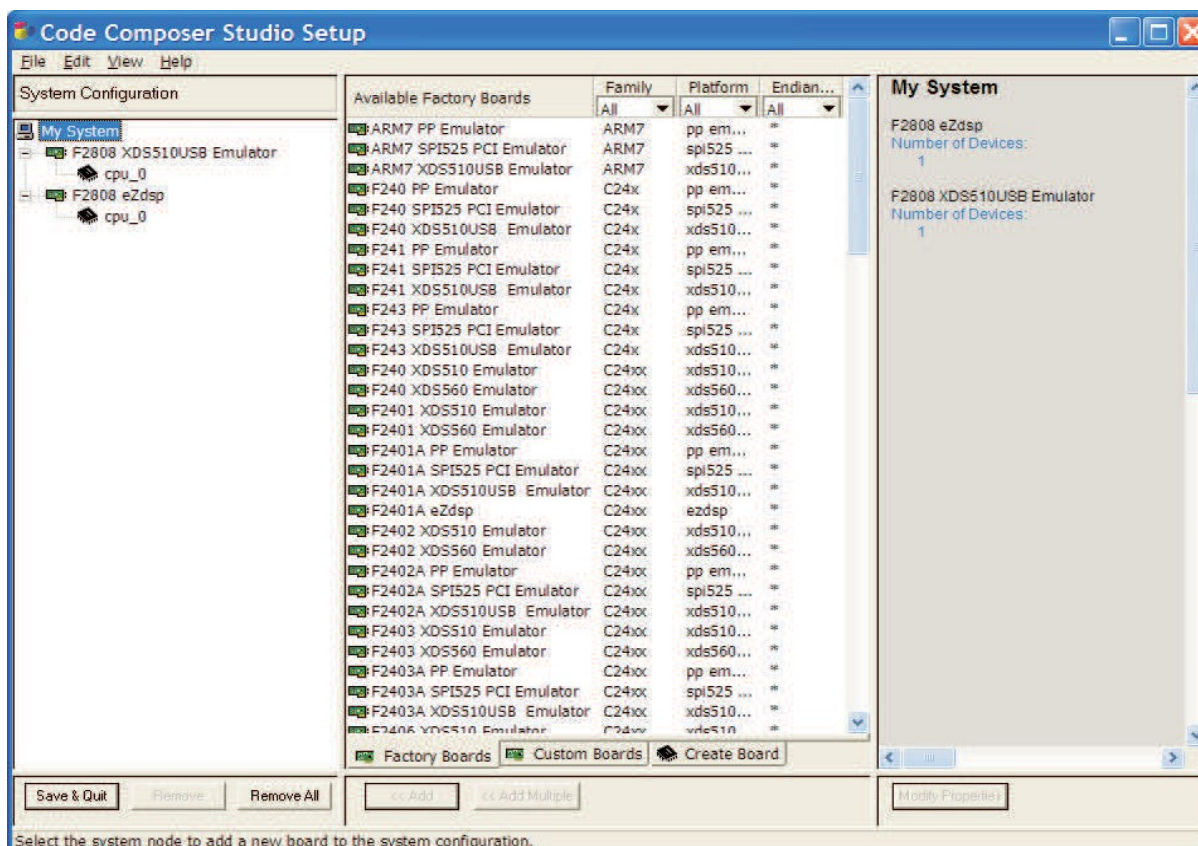 Code Composer Studio Setup
File Edit View Help
System Configuration
My System
F2808 XDS510USB Emulator
cpu_0
F2808 eZdsp
cpu_0
Available Factory Boards Family Platform Endian...
All All All
ARM7 PP Emulator ARM7 pp em... *
ARM7 SPI525 PCI Emulator ARM7 spi525 ... *
ARM7 XDS510USB Emulator ARM7 xds510... *
F240 PP Emulator C24x pp em... *
F240 SPI525 PCI Emulator C24x spi525 ... *
F240 XDS510USB Emulator C24x xds510... *
F241 PP Emulator C24x pp em... *
F241 SPI525 PCI Emulator C24x spi525 ... *
F241 XDS510USB Emulator C24x xds510... *
F243 PP Emulator C24x pp em... *
F243 SPI525 PCI Emulator C24x spi525 ... *
F243 XDS510USB Emulator C24x xds510... *
F240 XDS510 Emulator C24xx xds510... *
F240 XDS560 Emulator C24xx xds560... *
F2401 XDS510 Emulator C24xx xds510... *
F2401 XDS560 Emulator C24xx xds560... *
F2401A PP Emulator C24xx pp em... *
F2401A SPI525 PCI Emulator C24xx spi525 ... *
F2401A XDS510USB Emulator C24xx xds510... *
F2401A eZdsp C24xx ezdsp *
F2402 XDS510 Emulator C24xx xds510... *
F2402 XDS560 Emulator C24xx xds560... *
F2402A PP Emulator C24xx pp em... *
F2402A SPI525 PCI Emulator C24xx spi525 ... *
F2402A XDS510USB Emulator C24xx xds510... *
F2403 XDS510 Emulator C24xx xds510... *
F2403 XDS560 Emulator C24xx xds560... *
F2403A PP Emulator C24xx pp em... *
F2403A SPI525 PCI Emulator C24xx spi525 ... *
F2403A XDS510USB Emulator C24xx xds510... *
F2406 XDS510 Emulator C24xx xds510 *
Factory Boards Custom Boards Create Board
My System
F2808 eZdsp
Number of Devices:
1
F2808 XDS510USB Emulator
Number of Devices:
1
Save & Quit Remove Remove All << Add << Add Multiple Modify Properties
Select the system node to add a new board to the system configuration.